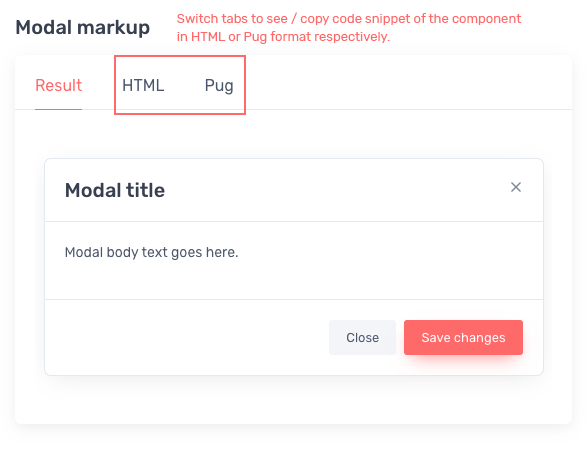 Modal markup
Switch tabs to see / copy code snippet of the component
in HTML or Pug format respectively.
Result HTML Pug
Modal title
Modal body text goes here.
Close Save changes